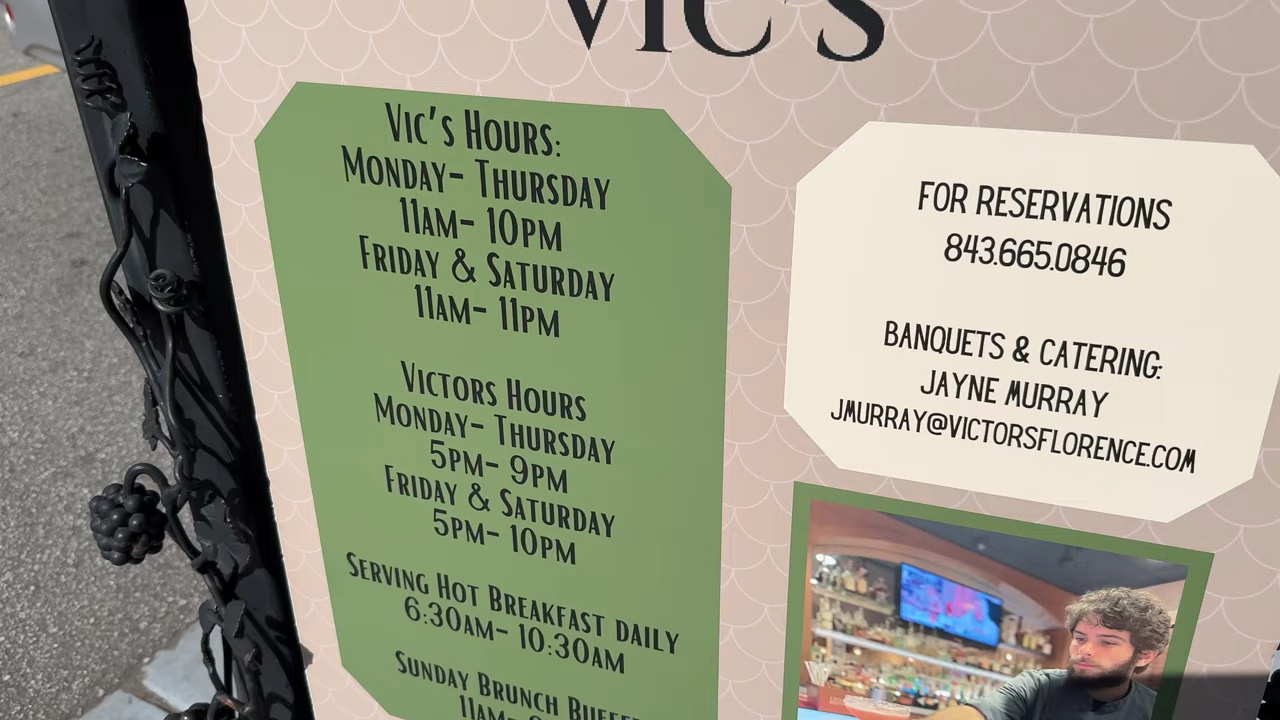 VIC'S
VIC'S HOURS:
MONDAY- THURSDAY
11AM- 10PM
FRIDAY & SATURDAY
11AM- 11PM
VICTORS HOURS
MONDAY- THURSDAY
5PM- 9PM
FRIDAY & SATURDAY
5PM- 10PM
SERVING HOT BREAKFAST DAILY
6:30AM- 10:30AM
SUNDAY BRUNCH
11AM-
FOR RESERVATIONS
843.665.0846
BANQUETS & CATERING:
JAYNE MURRAY
JMURRAY@VICTORSFLORENCE.COM